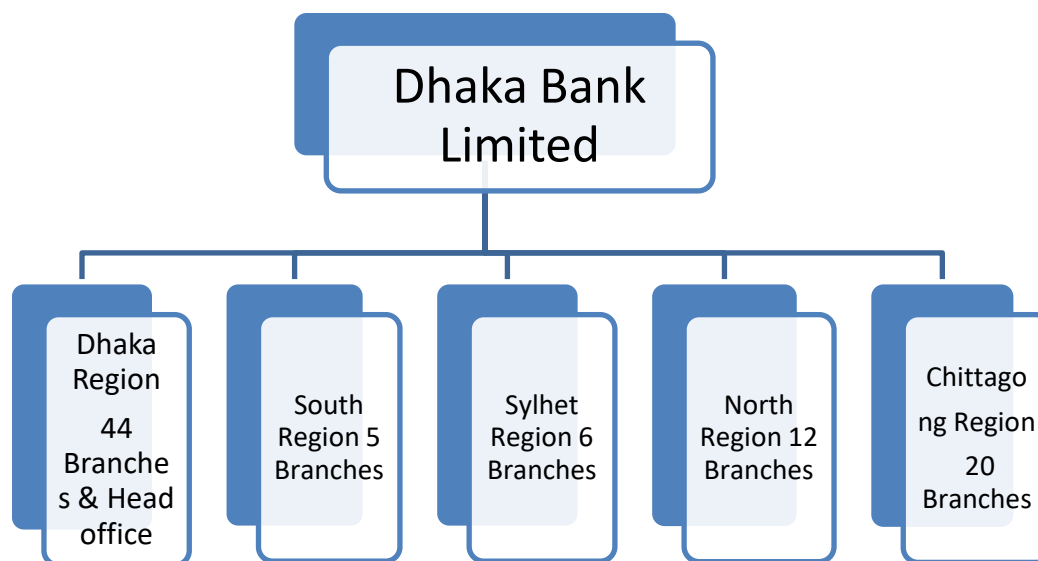 Dhaka Bank
Limited
Dhaka
Region
44
Branche
s & Head
office
South
Region 5
Branches
Sylhet
Region 6
Branches
North
Region 12
Branches
Chittago
ng Region
20
Branches